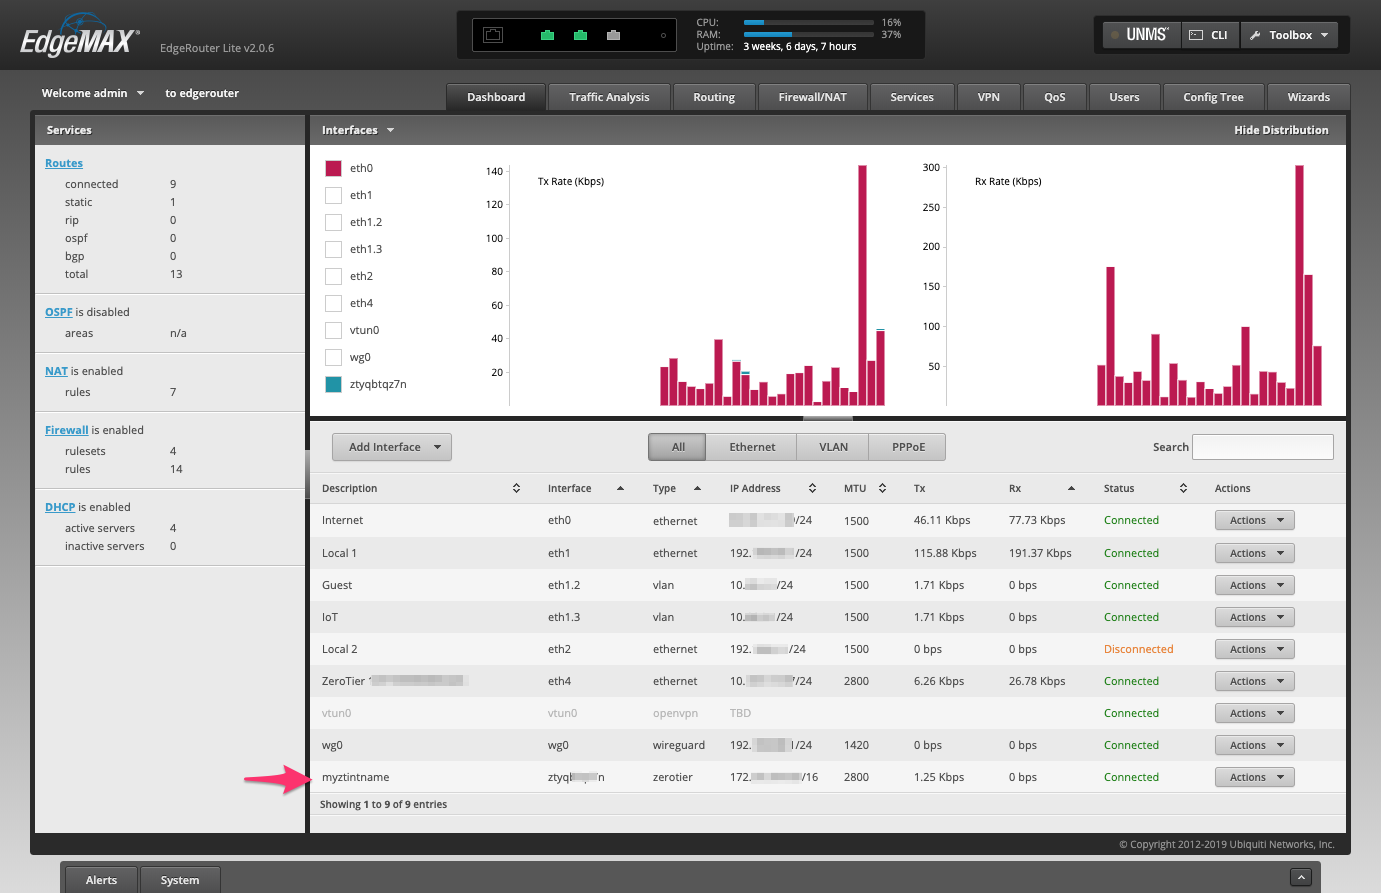 EdgeMAX®
EdgeRouter Lite v2.0.6
CPU: 16%
RAM: 37%
Uptime: 3 weeks, 6 days, 7 hours
UNMS™
CLI
Toolbox
Welcome admin
to edgerouter
Dashboard
Traffic Analysis
Routing
Firewall/NAT
Services
VPN
QoS
Users
Config Tree
Wizards
Services
Routes
connected 9
static 1
rip 0
ospf 0
bgp 0
total 13
OSPF is disabled
areas n/a
NAT is enabled
rules 7
Firewall is enabled
rulesets 4
rules 14
DHCP is enabled
active servers 4
inactive servers 0
Interfaces
Hide Distribution
eth0
eth1
eth1.2
eth1.3
eth2
eth4
vtun0
wg0
ztyqbtqz7n
Tx Rate (Kbps)
140
120
100
80
60
40
20
Rx Rate (Kbps)
300
250
200
150
100
50
Add Interface
All
Ethernet
VLAN
PPPoE
Search
Description Interface Type IP Address MTU Tx Rx Status Actions
Internet eth0 ethernet /24 1500 46.11 Kbps 77.73 Kbps Connected Actions
Local 1 eth1 ethernet 192. /24 1500 115.88 Kbps 191.37 Kbps Connected Actions
Guest eth1.2 vlan 10. /24 1500 1.71 Kbps 0 bps Connected Actions
IoT eth1.3 vlan 10. /24 1500 1.71 Kbps 0 bps Connected Actions
Local 2 eth2 ethernet 192. /24 1500 0 bps 0 bps Disconnected Actions
ZeroTier eth4 ethernet 10. /24 2800 6.26 Kbps 26.78 Kbps Connected Actions
vtun0 vtun0 openvpn TBD Connected Actions
wg0 wg0 wireguard 192. /24 1420 0 bps 0 bps Connected Actions
myztintname ztyq n zerotier 172. /16 2800 1.25 Kbps 0 bps Connected Actions
Showing 1 to 9 of 9 entries
© Copyright 2012-2019 Ubiquiti Networks, Inc.
Alerts
System